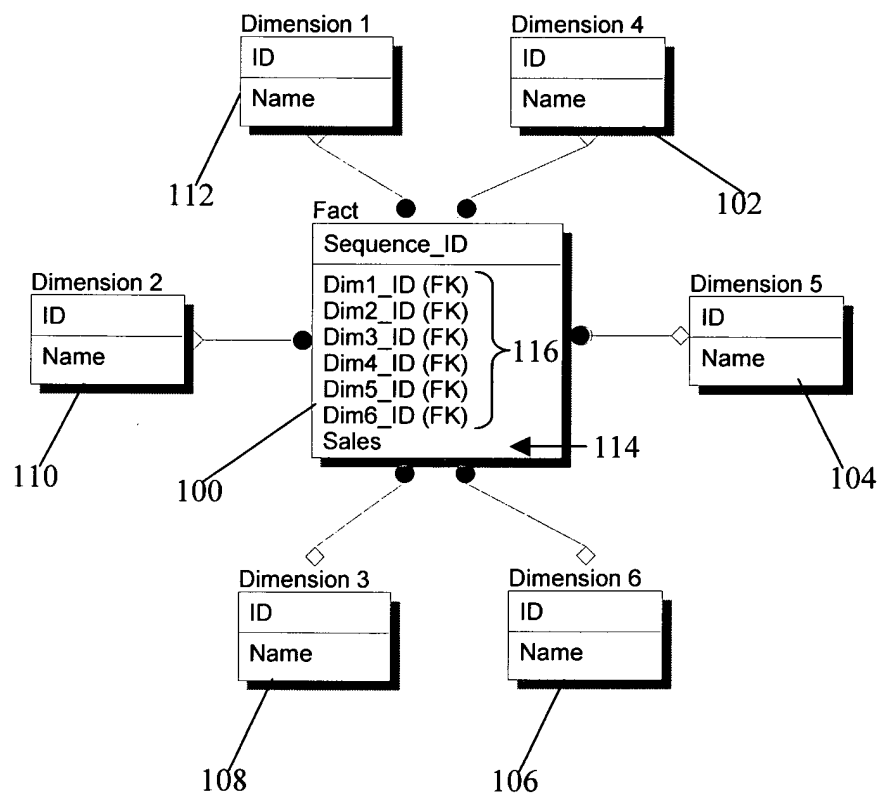 Dimension 1
ID
Name
112
Dimension 4
ID
Name
102
Fact
Sequence_ID
Dim1_ID (FK)
Dim2_ID (FK)
Dim3_ID (FK)
Dim4_ID (FK)
Dim5_ID (FK)
Dim6_ID (FK)
Sales
116
114
100
Dimension 2
ID
Name
110
Dimension 5
ID
Name
104
Dimension 3
ID
Name
108
Dimension 6
ID
Name
106